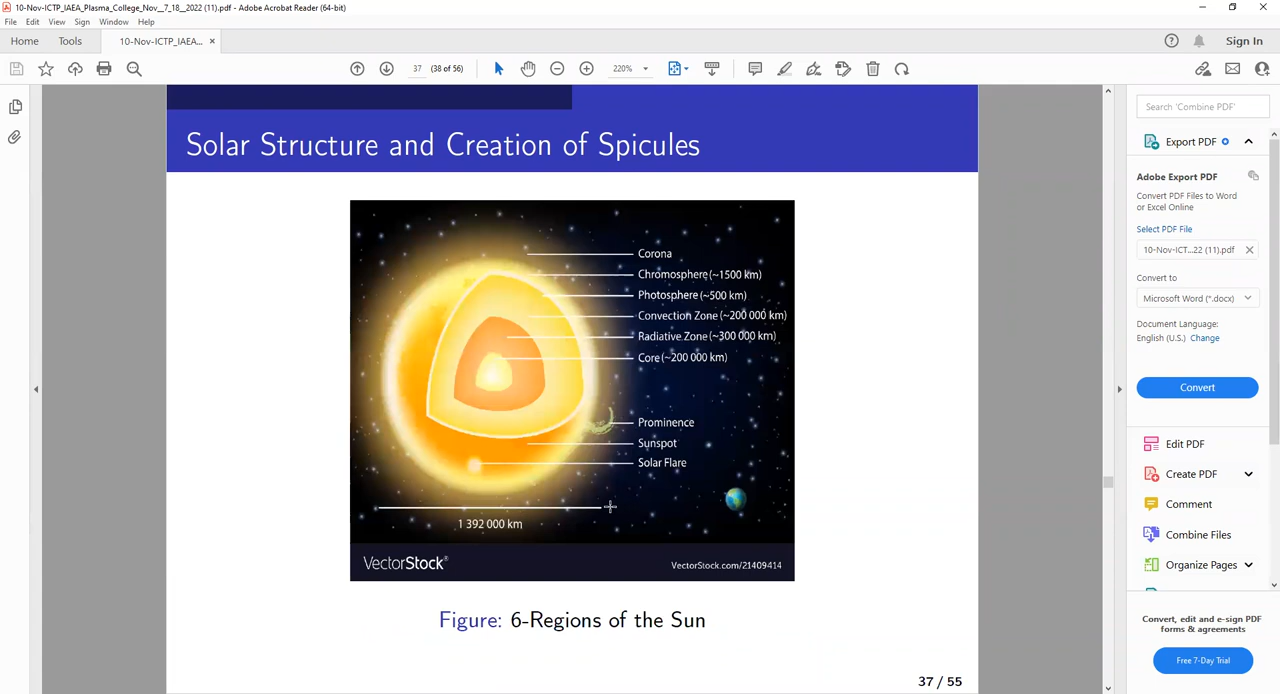 10-Nov-ICTP_IAEA_Plasma_College_Nov__7_18__2022 (11).pdf - Adobe Acrobat Reader (64-bit)
File Edit View Sign Window Help
Home Tools 10-Nov-ICTP_IAEA... × Sign In
37 (38 of 56) 220%
Search 'Combine PDF'
Solar Structure and Creation of Spicules
Export PDF
Adobe Export PDF
Convert PDF Files to Word
or Excel Online
Select PDF File
10-Nov-ICT...22 (11).pdf
Convert to
Microsoft Word (*.docx)
Document Language:
English (U.S.) Change
Convert
Edit PDF
Create PDF
Comment
Combine Files
Organize Pages
Convert, edit and e-sign PDF
forms & agreements
Free 7-Day Trial
Corona
Chromosphere (~1500 km)
Photosphere (~500 km)
Convection Zone (~200 000 km)
Radiative Zone (~300 000 km)
Core (~200 000 km)
Prominence
Sunspot
Solar Flare
1 392 000 km
VectorStock®
VectorStock.com/21409414
Figure: 6-Regions of the Sun
37 / 55